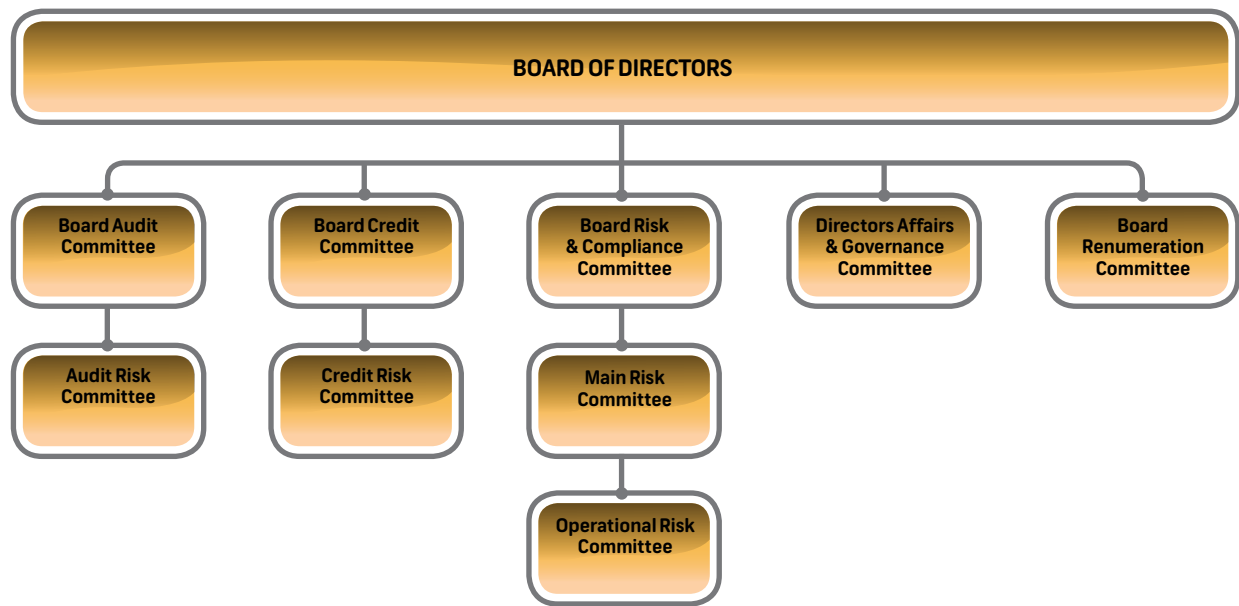 BOARD OF DIRECTORS
Board Audit
Committee
Board Credit
Committee
Board Risk
& Compliance
Committee
Directors Affairs
& Governance
Committee
Board
Renumeration
Committee
Audit Risk
Committee
Credit Risk
Committee
Main Risk
Committee
Operational Risk
Committee